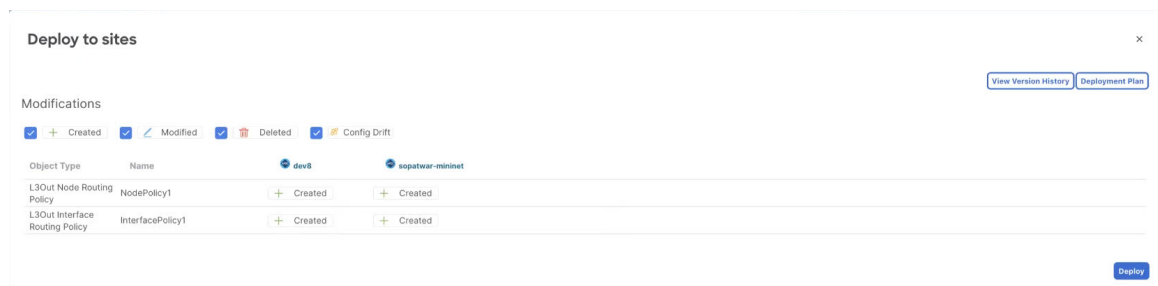 Deploy to sites
×
View Version History Deployment Plan
Modifications
+ Created Modified Deleted Config Drift
Object Type Name dev8 sopatwar-mininet
L3Out Node Routing
Policy
NodePolicy1 + Created + Created
L3Out Interface
Routing Policy
InterfacePolicy1 + Created + Created
Deploy